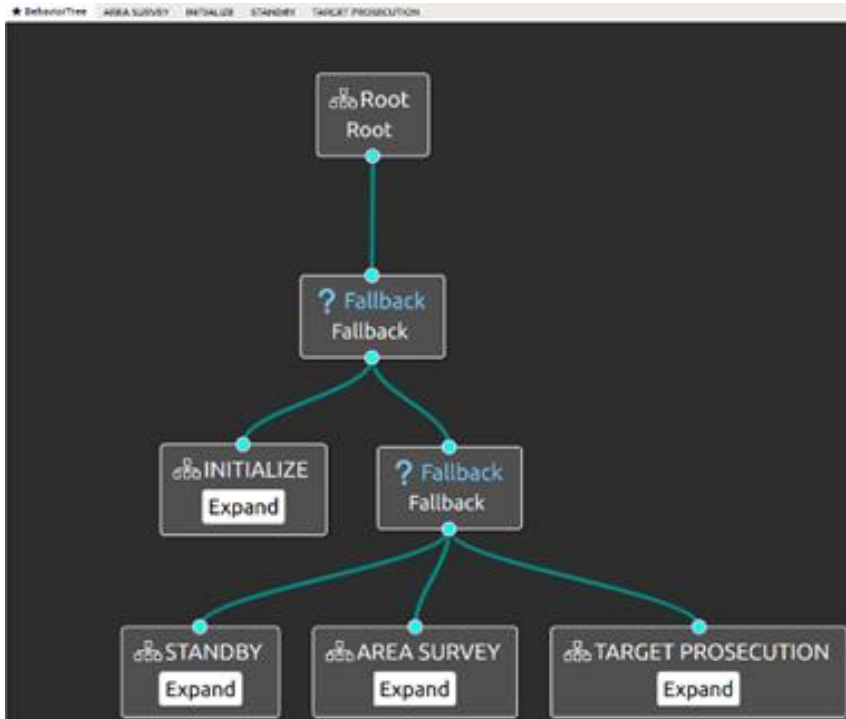 ★ BehaviorTree AREA SURVEY INITIALIZE STANDBY TARGET PROSECUTION
Root
Root
? Fallback
Fallback
INITIALIZE
Expand
? Fallback
Fallback
STANDBY
Expand
AREA SURVEY
Expand
TARGET PROSECUTION
Expand